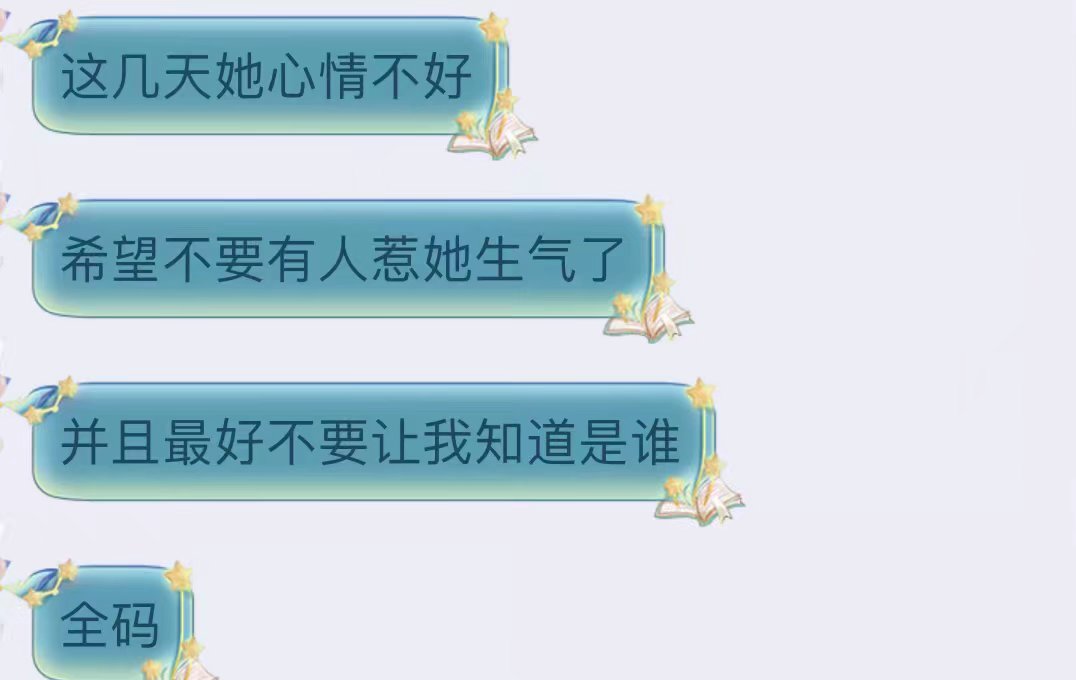 这几天她心情不好
希望不要有人惹她生气了
并且最好不要让我知道是谁
全码